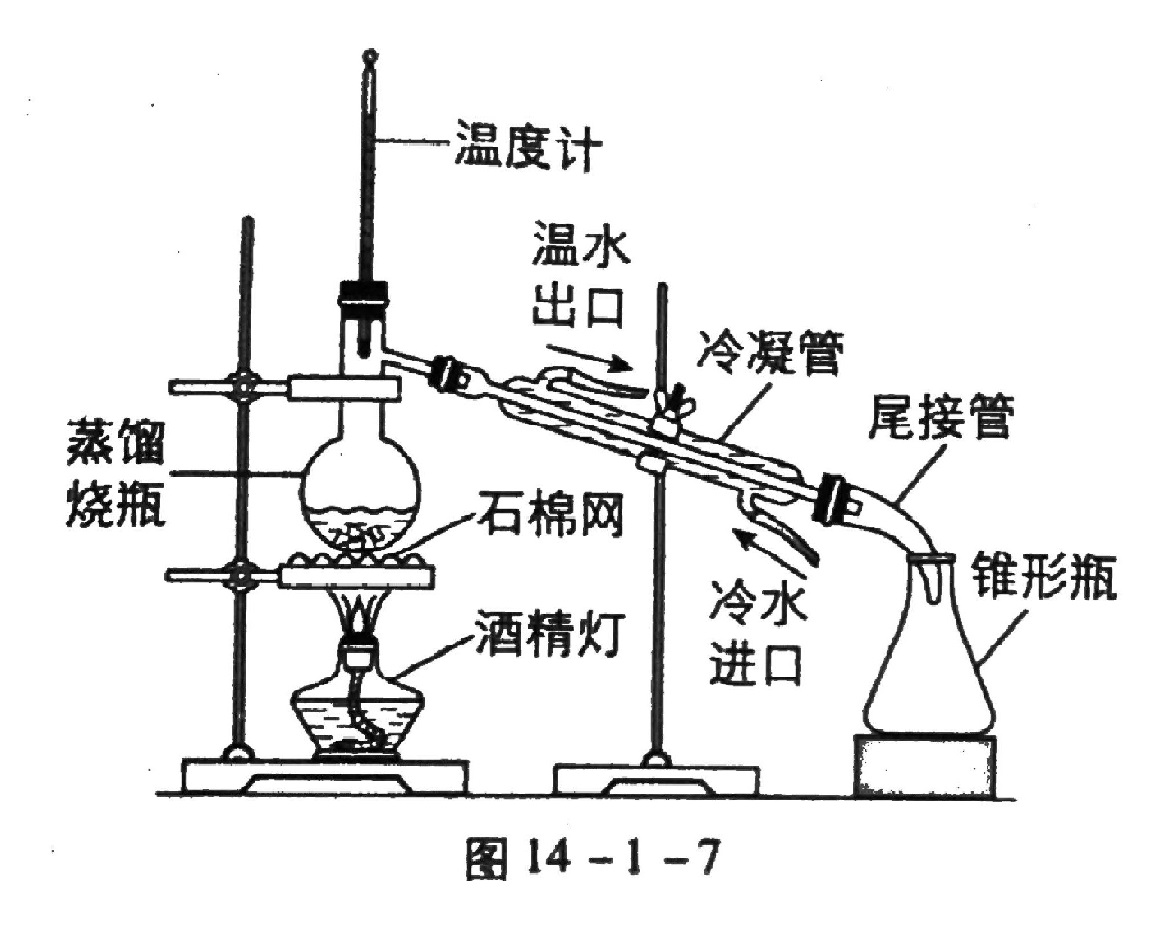 温度计
温水
出口
冷凝管
尾接管
蒸馏
烧瓶
石棉网
冷水
进口
锥形瓶
酒精灯
图 14-1-7